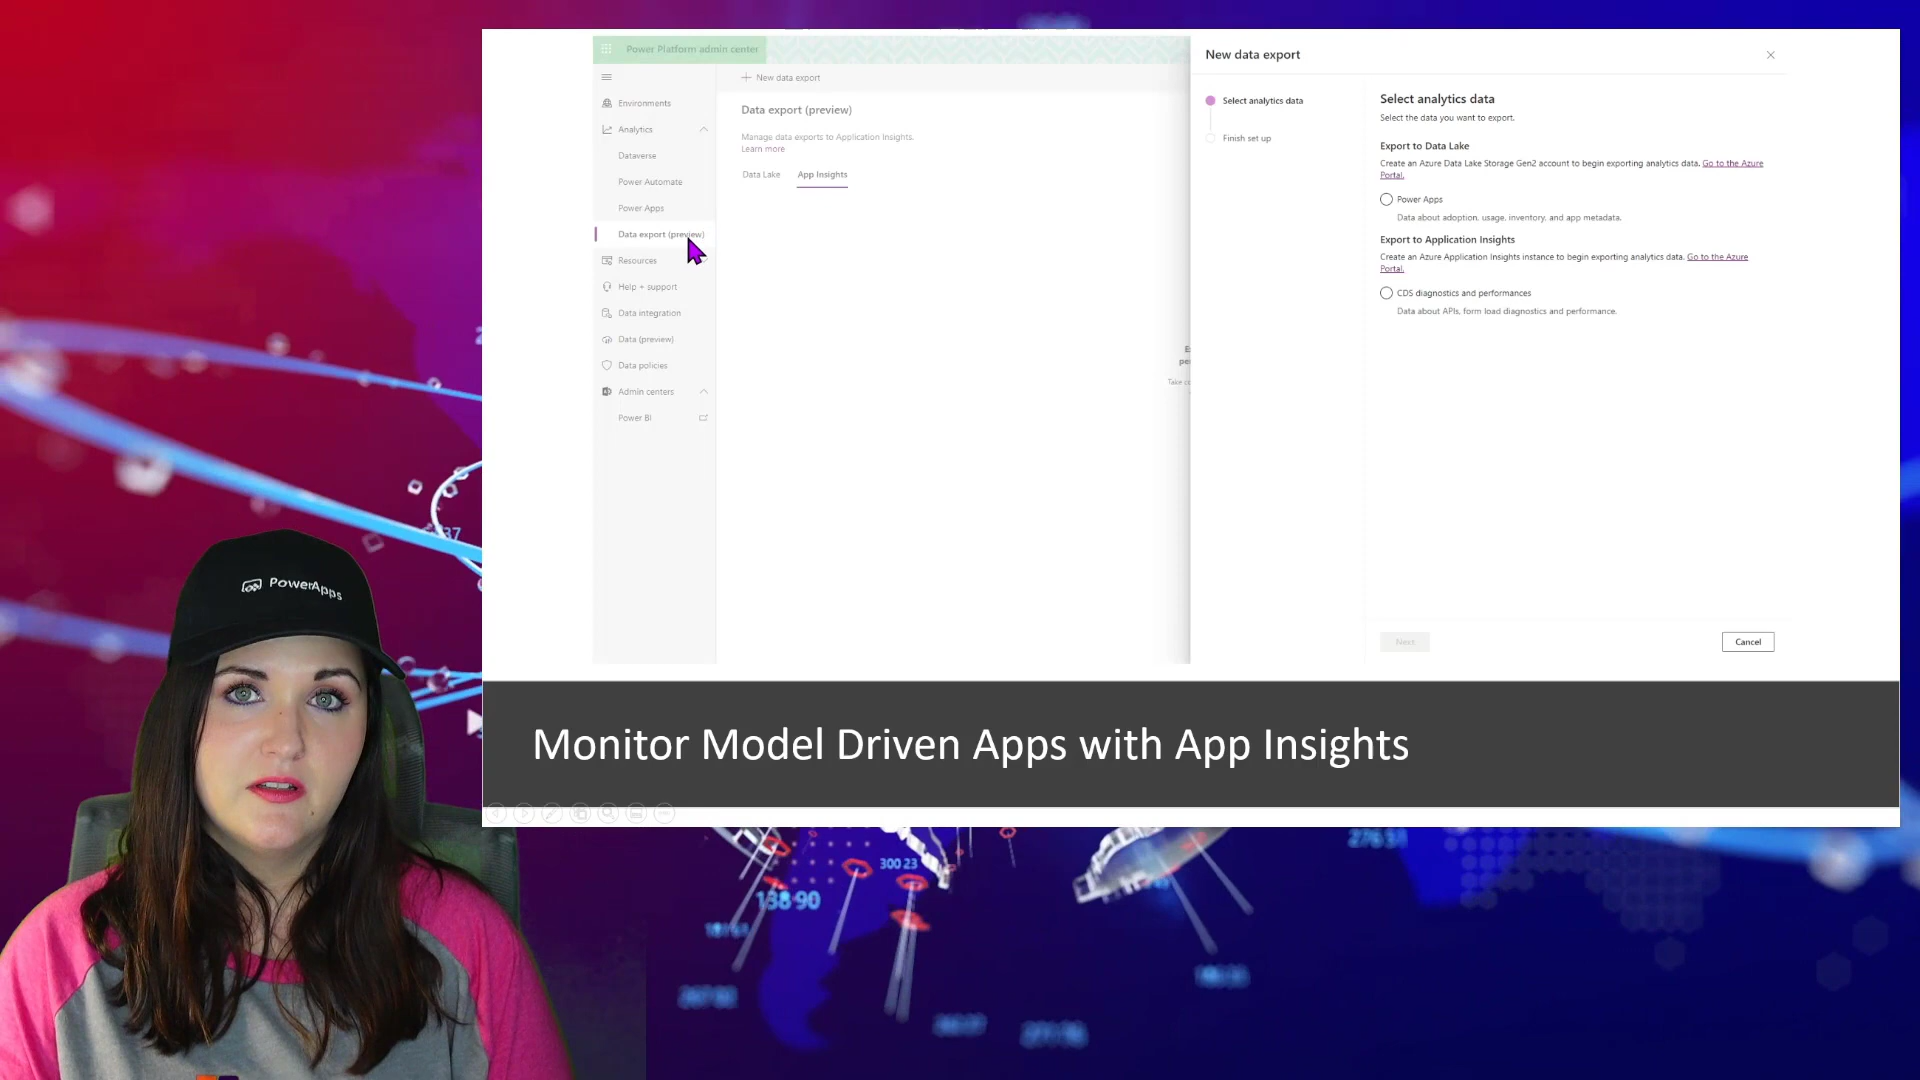 Power Platform admin center
Environments
Analytics
Dataverse
Power Automate
Power Apps
Data export (preview)
Resources
Help + support
Data integration
Data (preview)
Data policies
Admin centers
Power BI
New data export
Data export (preview)
Manage data exports to Application Insights.
Learn more
Data Lake
App Insights
Take
New data export
Select analytics data
Finish set up
Select analytics data
Select the data you want to export.
Export to Data Lake
Create an Azure Data Lake Storage Gen2 account to begin exporting analytics data. Go to the Azure
Portal.
Power Apps
Data about adoption, usage, inventory, and app metadata.
Export to Application Insights
Create an Azure Application Insights instance to begin exporting analytics data. Go to the Azure
Portal.
CDS diagnostics and performances
Data about APIs, form load diagnostics and performance.
Next
Cancel
Monitor Model Driven Apps with App Insights
PowerApps
300 23
138 90